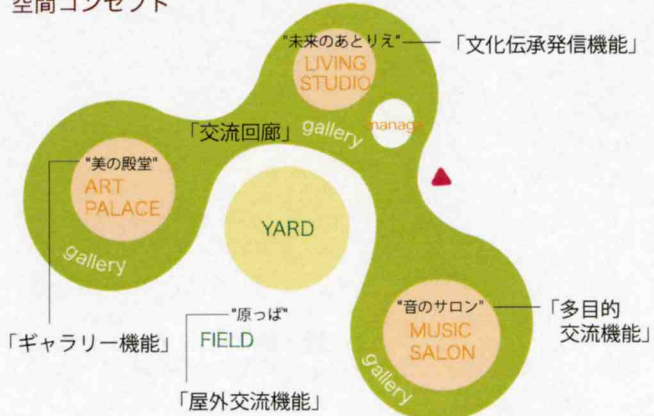 空間コンセプト
"未来のあとりえ"
LIVING
STUDIO
「文化伝承発信機能」
manage
gallery
「交流回廊」
"美の殿堂"
ART
PALACE
gallery
YARD
"原っぱ"
FIELD
"音のサロン"
MUSIC
SALON
gallery
「多目的
交流機能」
「ギャラリー機能」
「屋外交流機能」